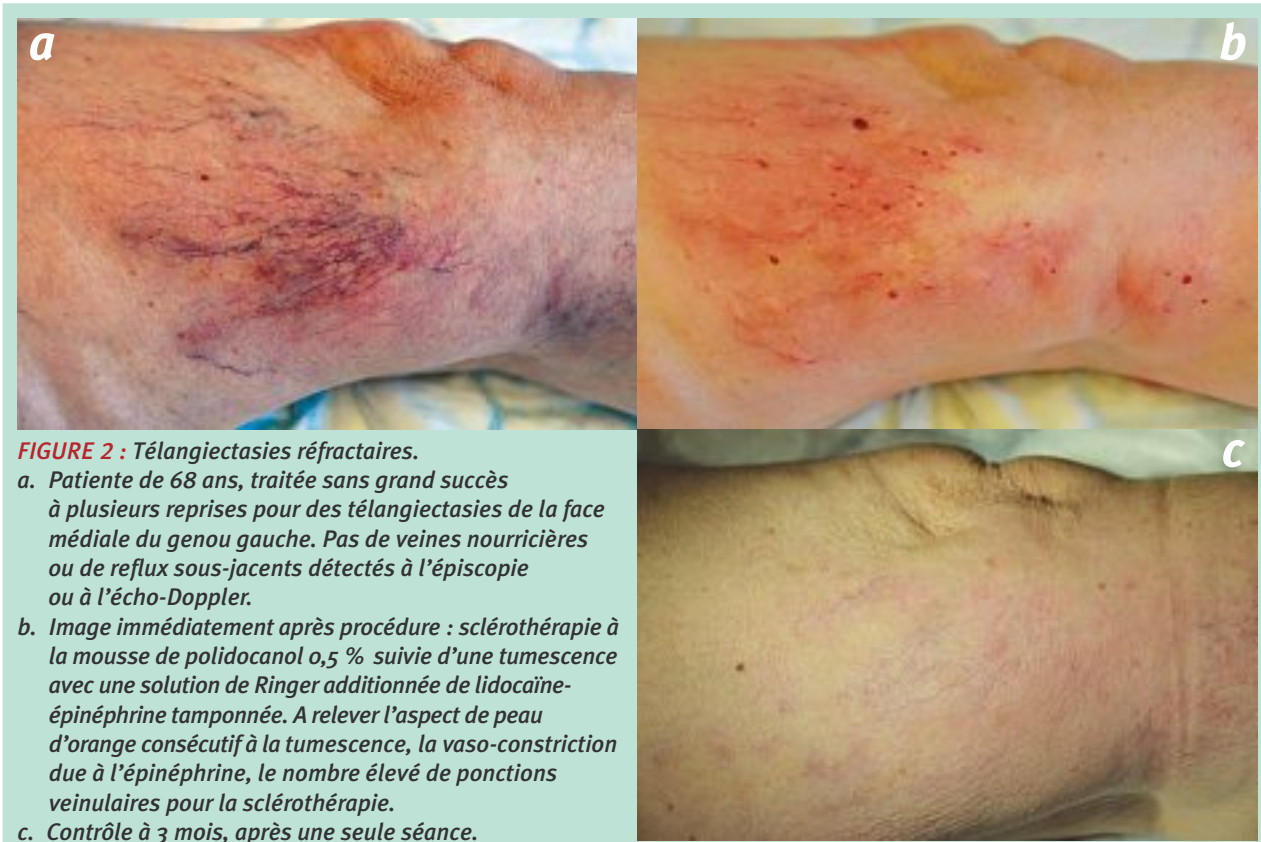 a
b
FIGURE 2 : Télangiectasies réfractaires.
a. Patiente de 68 ans, traitée sans grand succès
à plusieurs reprises pour des télangiectasies de la face
médiale du genou gauche. Pas de veines nourricières
ou de reflux sous-jacents détectés à l'épiscopie
ou à l'écho-Doppler.
b. Image immédiatement après procédure : sclérothérapie à
la mousse de polidocanol 0,5 % suivie d'une tumescence
avec une solution de Ringer additionnée de lidocaïne-
épinéphrine tamponnée. A relever l'aspect de peau
d'orange consécutif à la tumescence, la vaso-constriction
due à l'épinéphrine, le nombre élevé de ponctions
veinulaires pour la sclérothérapie.
c. Contrôle à 3 mois, après une seule séance.
c